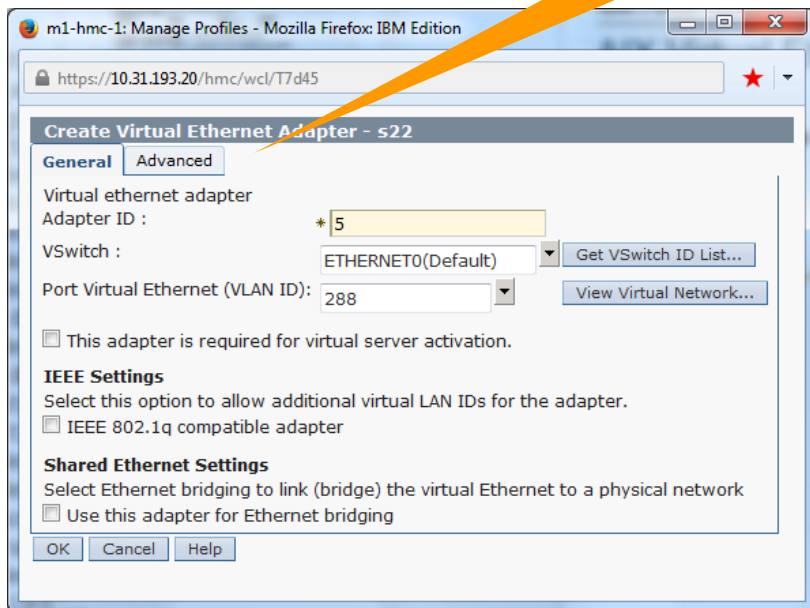 m1-hmc-1: Manage Profiles - Mozilla Firefox: IBM Edition
https://10.31.193.20/hmc/wcl/T7d45
Create Virtual Ethernet Adapter - s22
General Advanced
Virtual ethernet adapter
Adapter ID : * 5
VSwitch : ETHERNET0(Default) Get VSwitch ID List...
Port Virtual Ethernet (VLAN ID): 288 View Virtual Network...
This adapter is required for virtual server activation.
IEEE Settings
Select this option to allow additional virtual LAN IDs for the adapter.
IEEE 802.1q compatible adapter
Shared Ethernet Settings
Select Ethernet bridging to link (bridge) the virtual Ethernet to a physical network
Use this adapter for Ethernet bridging
OK Cancel Help